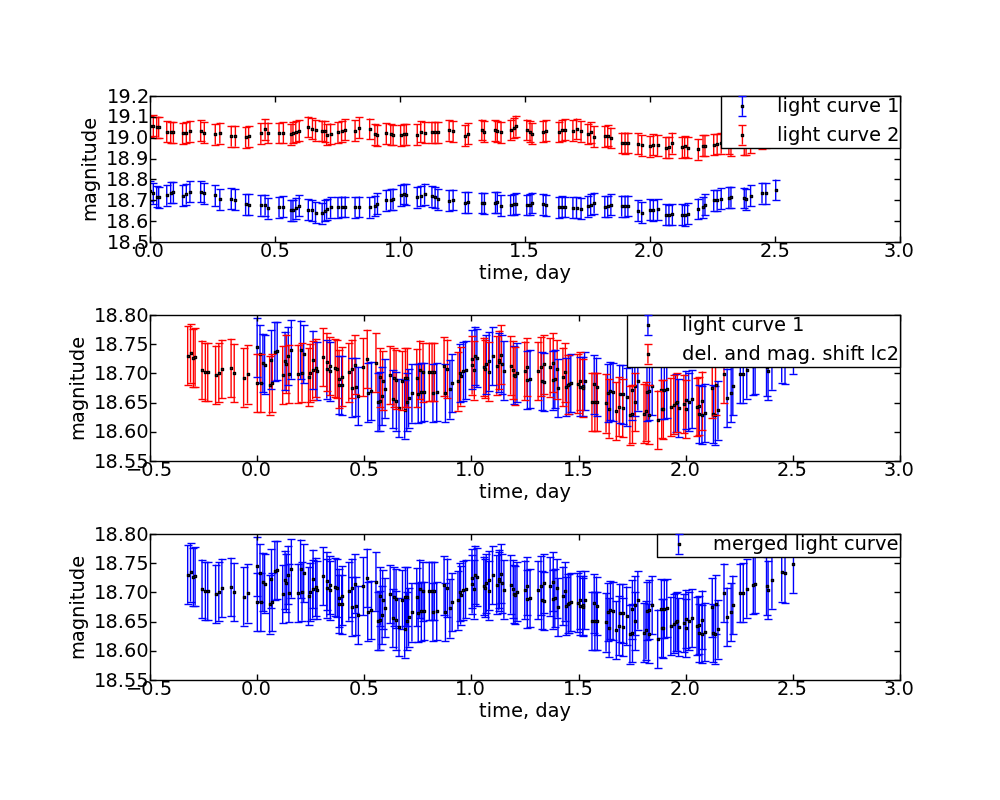 19.2
19.1
19.0
18.9
18.8
18.7
18.6
18.5
magnitude
light curve 1
light curve 2
0.0 0.5 1.0 1.5 2.0 2.5 3.0
time, day
18.80
18.75
18.70
18.65
18.60
18.55
magnitude
light curve 1
del. and mag. shift lc2
−0.5 0.0 0.5 1.0 1.5 2.0 2.5 3.0
time, day
18.80
18.75
18.70
18.65
18.60
18.55
magnitude
merged light curve
−0.5 0.0 0.5 1.0 1.5 2.0 2.5 3.0
time, day